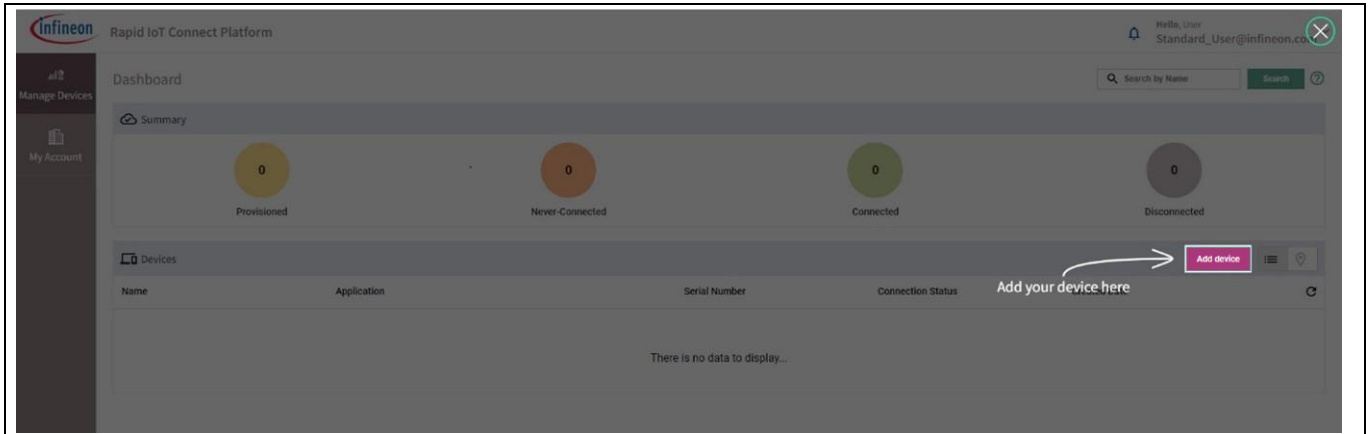 infineon
Rapid IoT Connect Platform
Hello, User
Standard_User@infineon.co
Manage Devices
Dashboard
Search by Name
Search
Summary
My Account
0
0
0
0
Provisioned
Never-Connected
Connected
Disconnected
Devices
Add device
Add your device here
Name
Application
Serial Number
Connection Status
There is no data to display...